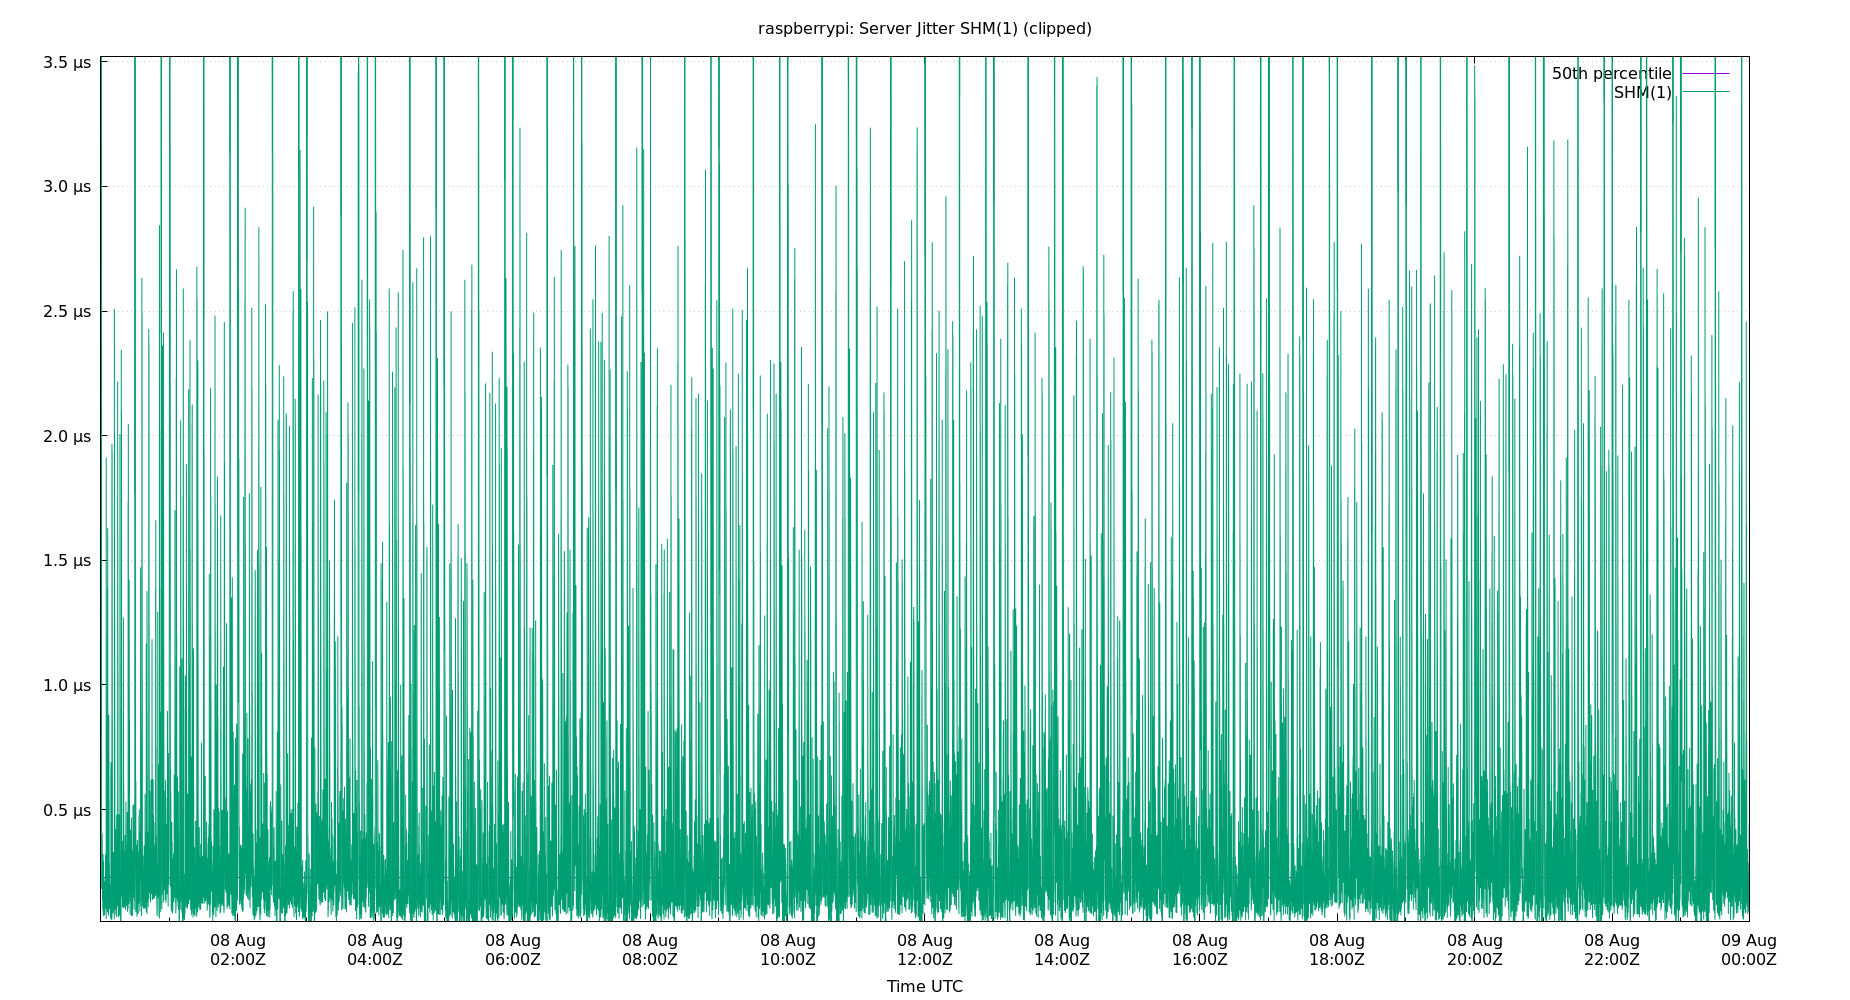 raspberrypi: Server Jitter SHM(1) (clipped)
3.5 µs
50th percentile
SHM(1)
3.0 µs
2.5 µs
2.0 µs
1.5 µs
1.0 µs
0.5 µs
08 Aug 08 Aug 08 Aug 08 Aug 08 Aug 08 Aug 08 Aug 08 Aug 08 Aug 08 Aug 08 Aug 09 Aug
02:00Z 04:00Z 06:00Z 08:00Z 10:00Z 12:00Z 14:00Z 16:00Z 18:00Z 20:00Z 22:00Z 00:00Z
Time UTC